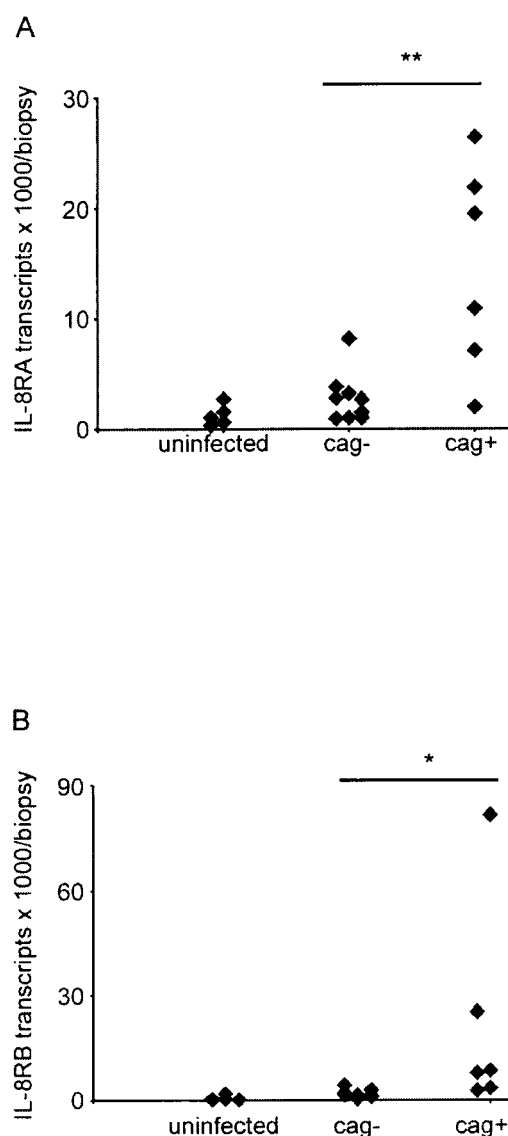 A
**
IL-8RA transcripts x 1000/biopsy
30
20
10
0
uninfected cag- cag+
B
*
IL-8RB transcripts x 1000/biopsy
90
60
30
0
uninfected cag- cag+